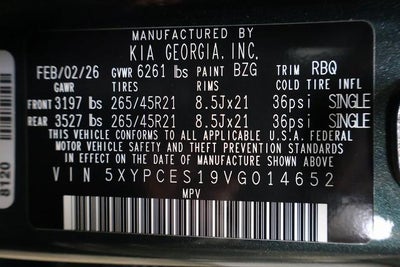 MANUFACTURED BY
KIA GEORGIA, INC.
FEB/02/26 GVWR 6261 lbs PAINT BZG TRIM RBQ
GAWR TIRES RIMS COLD TIRE INFL
FRONT 3197 lbs 265/45R21 8.5Jx21 36psi SINGLE
REAR 3527 lbs 265/45R21 8.5Jx21 36psi SINGLE
THIS VEHICLE CONFORMS TO ALL APPLICABLE U.S.A. FEDERAL
MOTOR VEHICLE SAFETY AND THEFT PREVENTION STANDARDS
IN EFFECT ON THE DATE OF MANUFACTURE SHOWN ABOVE.
VIN 5XYPCES19VG014652
MPV
8120